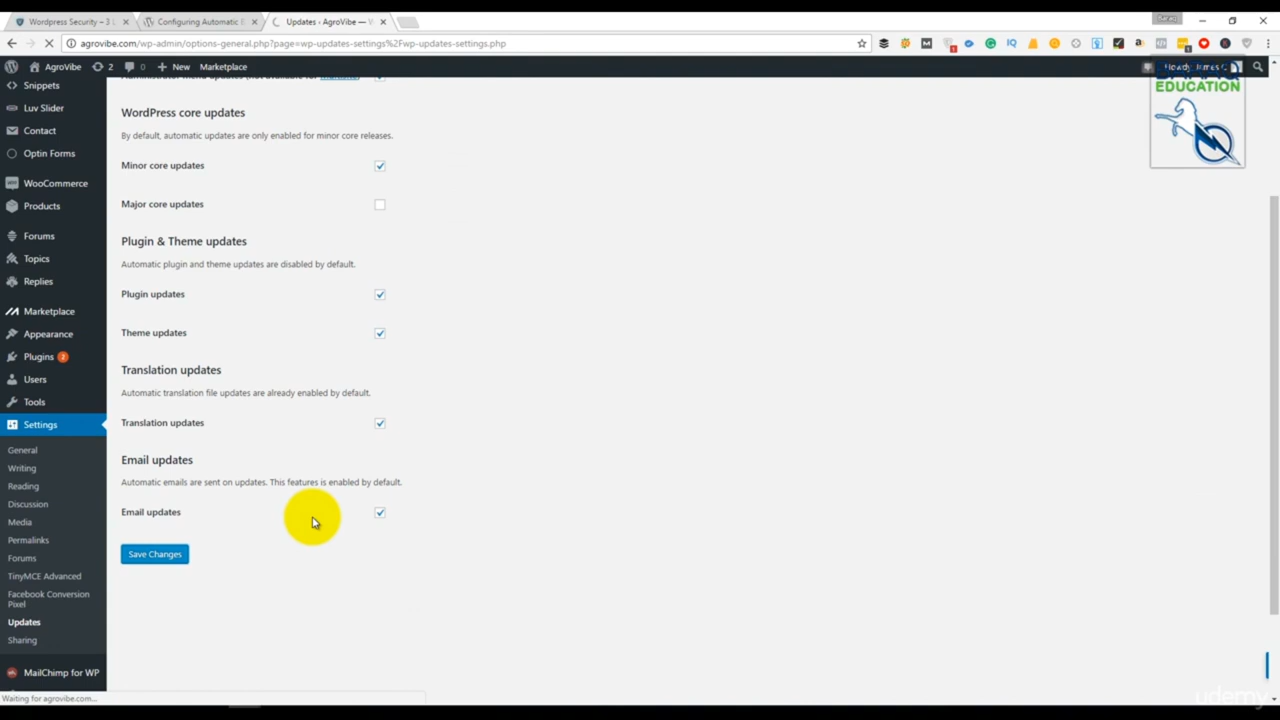 Wordpress Security – 3 L
Configuring Automatic
Updates ‹ AgroVibe — W
Baraq
agrovibe.com/wp-admin/options-general.php?page=wp-updates-settings%2Fwp-updates-settings.php
AgroVibe
2
0
+ New
Marketplace
Howdy, James C
EDUCATION
Snippets
Luv Slider
Contact
Optin Forms
WooCommerce
Products
Forums
Topics
Replies
Marketplace
Appearance
Plugins 2
Users
Tools
Settings
General
Writing
Reading
Discussion
Media
Permalinks
Forums
TinyMCE Advanced
Facebook Conversion
Pixel
Updates
Sharing
MailChimp for WP
WordPress core updates
By default, automatic updates are only enabled for minor core releases.
Minor core updates
Major core updates
Plugin & Theme updates
Automatic plugin and theme updates are disabled by default.
Plugin updates
Theme updates
Translation updates
Automatic translation file updates are already enabled by default.
Translation updates
Email updates
Automatic emails are sent on updates. This features is enabled by default.
Email updates
Save Changes
Waiting for agrovibe.com...
udemy